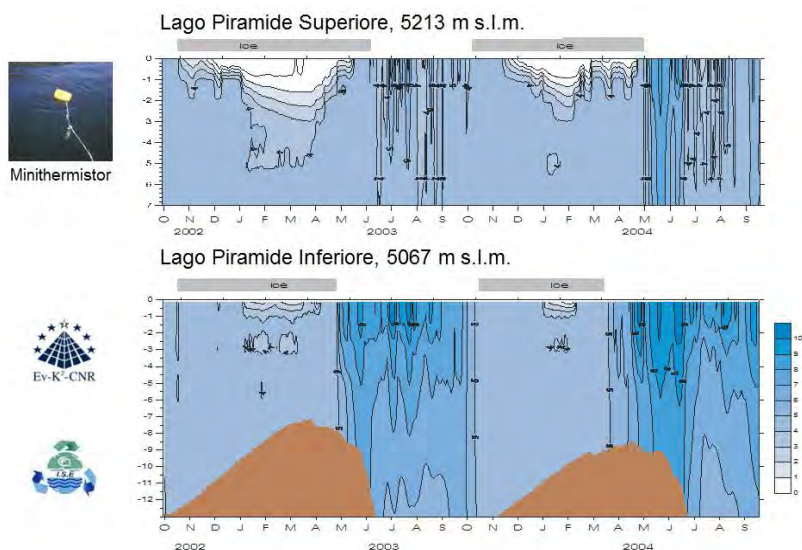 Lago Piramide Superiore, 5213 m s.l.m.
ice ice
0
-1
-2
-3
-4
-5
-6
-7
O N D J F M A M J J A S O N D J F M A M J J A S
2002 2003 2004
Minithermistor
Lago Piramide Inferiore, 5067 m s.l.m.
ice ice
0
-1
-2
-3
-4
-5
-6
-7
-8
-9
-10
-11
-12
O N D J F M A M J J A S O N D J F M A M J J A S
2002 2003 2004
Ev-K²-CNR
I.S.E
10
9
8
7
6
5
4
3
2
1
0